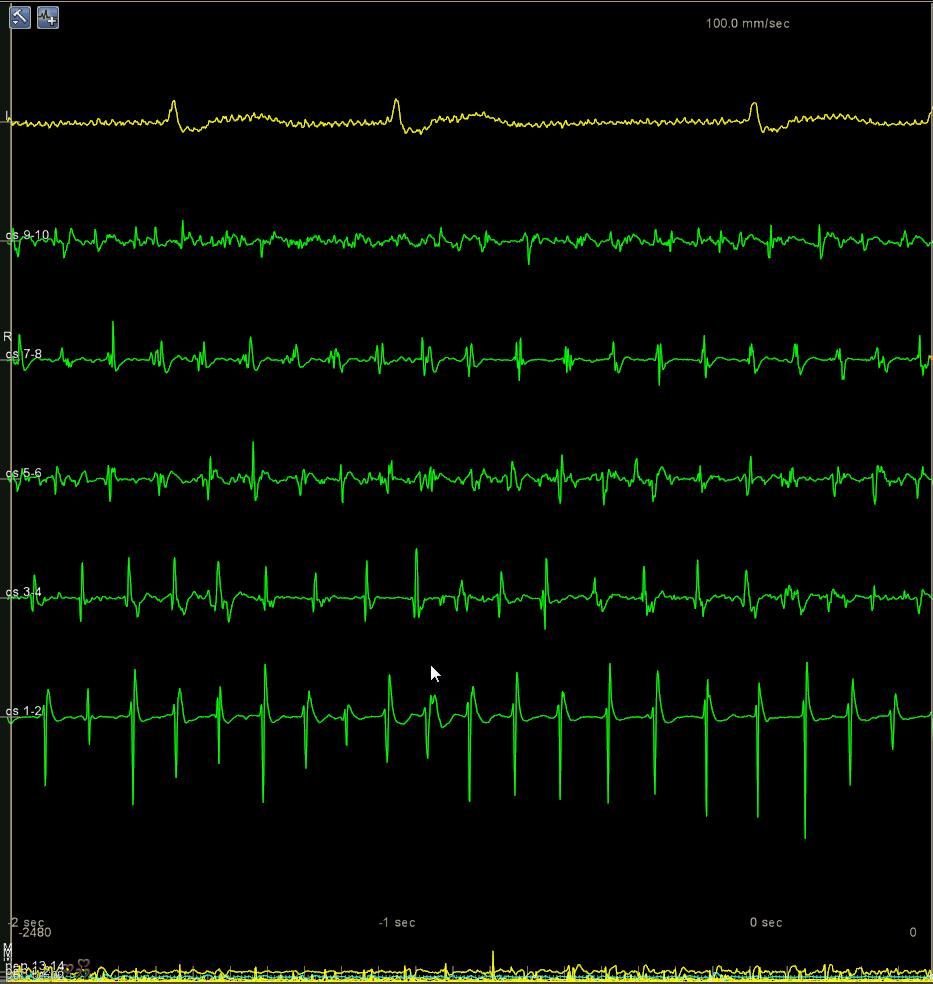 100.0 mm/sec
I
cs 9-10
R
cs 7-8
cs 5-6
cs 3-4
cs 1-2
-2 sec -1 sec 0 sec
-2480 0